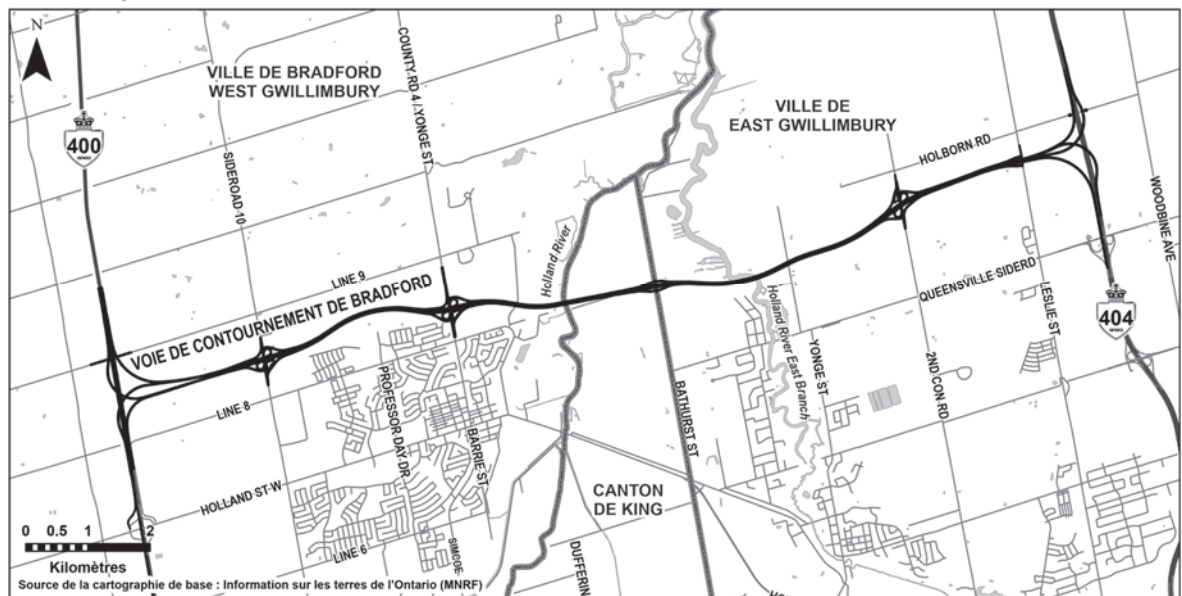 N
400
VILLE DE BRADFORD
WEST GWILLIMBURY
SIDEROAD 10
COUNTY RD 4 / YONGE ST
VILLE DE
EAST GWILLIMBURY
HOLBORN RD
WOODBINE AVE
Holland River
LINE 9
VOIE DE CONTOURNEMENT DE BRADFORD
QUEENSVILLE SIDERD
LESLIE ST
404
LINE 8
PROFESSOR DAY DR
BARRIE ST
BATHURST ST
Holland River East Branch
YONGE ST
2ND CON RD
HOLLAND ST W
CANTON
DE KING
LINE 6
SIMCOE
DUFFERIN
0 0.5 1 2
Kilomètres
Source de la cartographie de base : Information sur les terres de l'Ontario (MNRF)